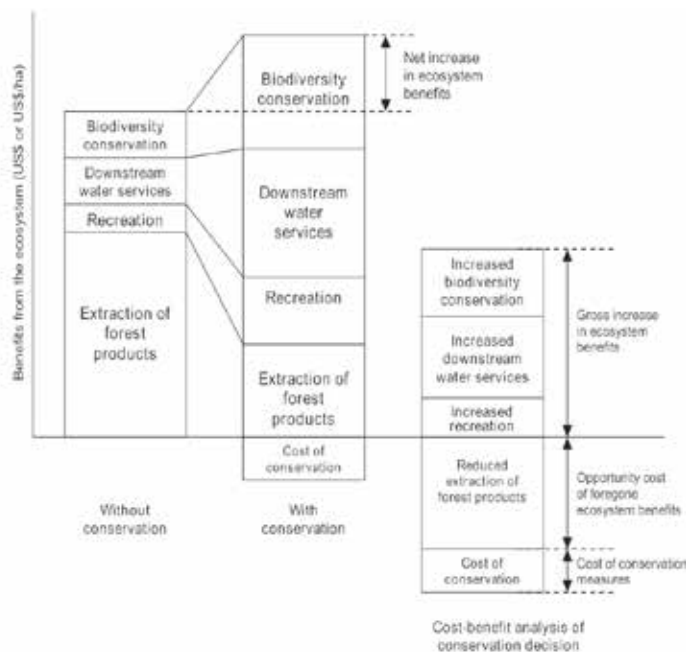 Benefits from the ecosystem (US$ or US$/ha)
Biodiversity
conservation
Downstream
water services
Recreation
Extraction of
forest
products
Without
conservation
Biodiversity
conservation
Downstream
water
services
Recreation
Extraction of
forest
products
Cost of
conservation
With
conservation
Net increase
in ecosystem
benefits
Increased
biodiversity
conservation
Increased
downstream
water services
Increased
recreation
Reduced
extraction of
forest products
Cost of
conservation
Gross increase
in ecosystem
benefits
Opportunity cost
of foregone
ecosystem benefits
Cost of conservation
measures
Cost-benefit analysis of
conservation decision